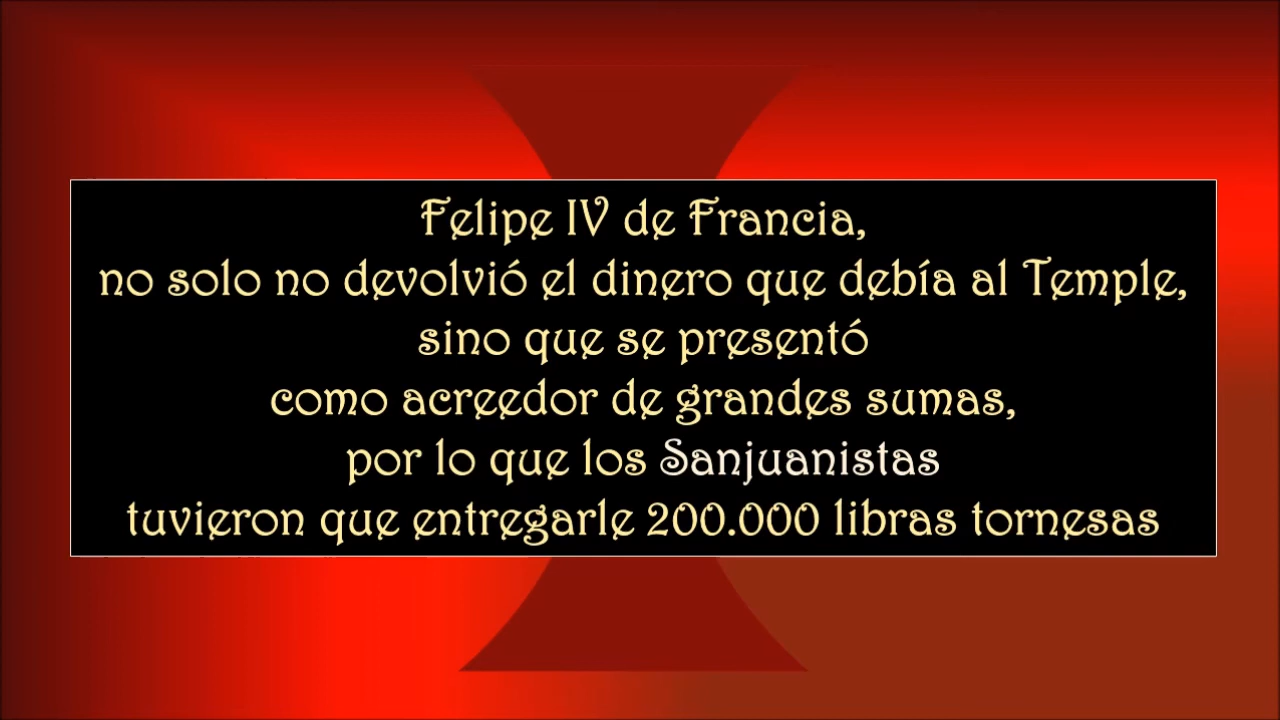 Felipe IV de Francia,
no solo no devolvió el dinero que debía al Temple,
sino que se presentó
como acreedor de grandes sumas,
por lo que los Sanjuanistas
tuvieron que entregarle 200.000 libras tornesas